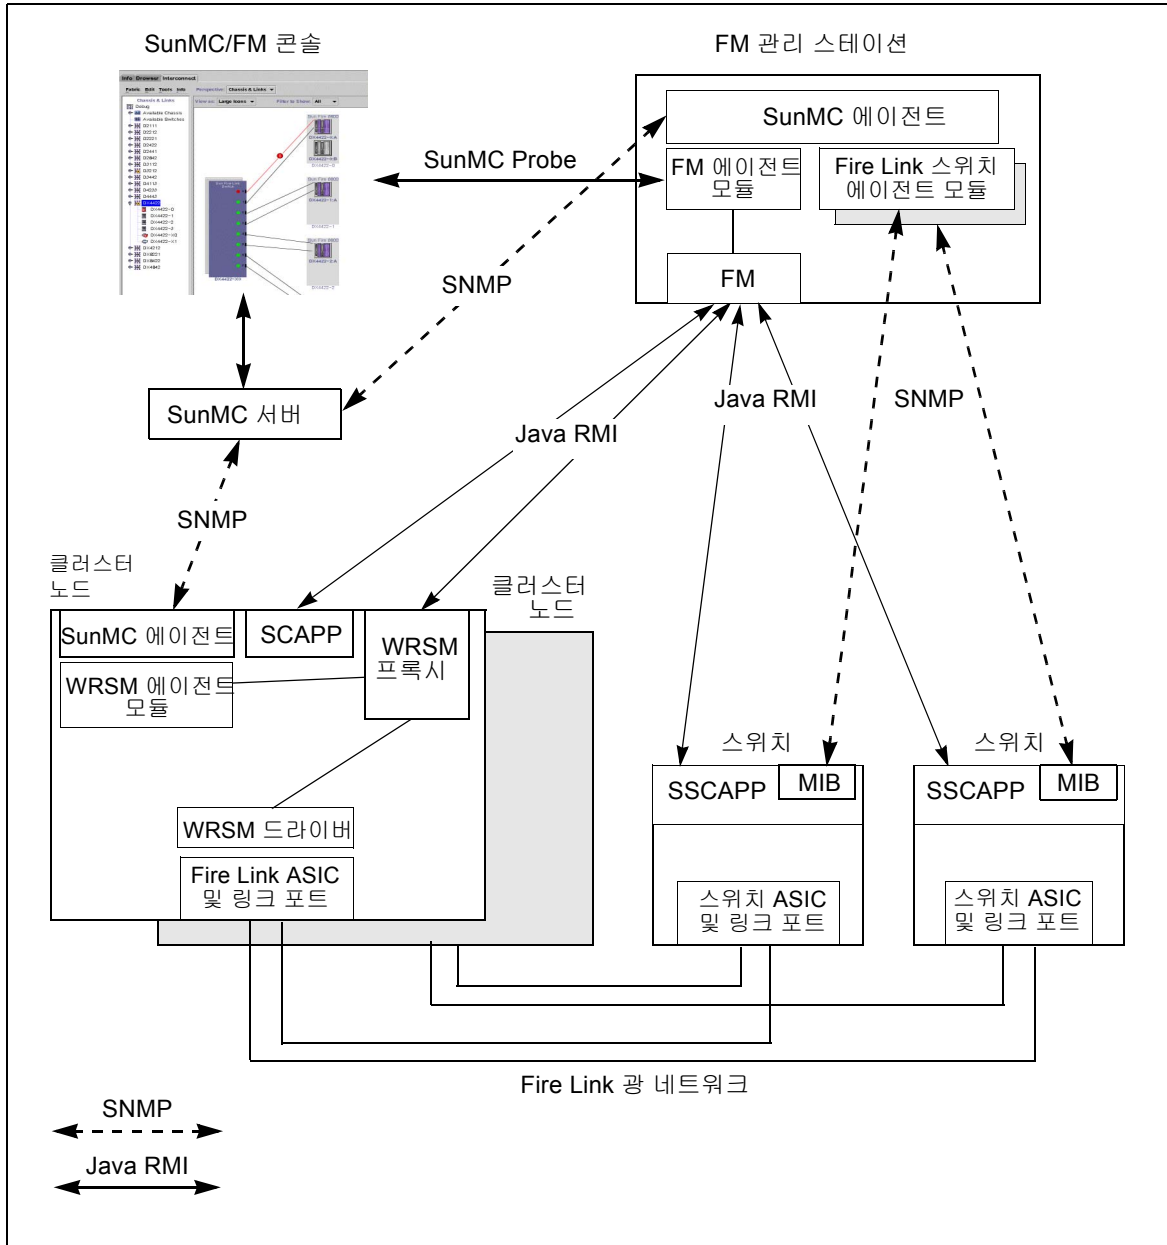 SunMC/FM 콘솔
FM 관리 스테이션
Info Browser Interconnect
SunMC 에이전트
SunMC Probe
FM 에이전트
모듈
Fire Link 스위치
에이전트 모듈
SNMP
FM
SunMC 서버
Java RMI
Java RMI
SNMP
SNMP
클러스터
노드
클러스터
노드
SunMC 에이전트
SCAPP
WRSM
프록시
WRSM 에이전트
모듈
스위치
스위치
SSCAPP
MIB
SSCAPP
MIB
WRSM 드라이버
Fire Link ASIC
및 링크 포트
스위치 ASIC
및 링크 포트
스위치 ASIC
및 링크 포트
Fire Link 광 네트워크
SNMP
Java RMI